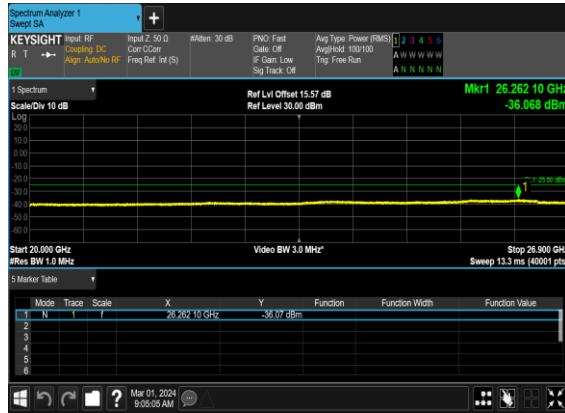 Spectrum Analyzer 1
Swept SA
+
KEYSIGHT Input: RF Input Z: 50 Ω #Atten: 30 dB PNO: Fast Avg Type: Power (RMS) 1 2 3 4 5 6
R T Coupling: DC Corr CCorr Gate: Off Avg|Hold: 100/100 A W W W W W
Align: Auto/No RF Freq Ref: Int (S) IF Gain: Low Trig: Free Run
LW Sig Track: Off A N N N N N
1 Spectrum
Scale/Div 10 dB
Ref Lvl Offset 15.57 dB
Ref Level 30.00 dBm
Mkr1 26.262 10 GHz
-36.068 dBm
Log
20.0
10.0
0.00
-10.0
-20.0
-30.0
-40.0
-50.0
-60.0
-25.00 dBm
1
Start 20.000 GHz Video BW 3.0 MHz* Stop 26.900 GHz
#Res BW 1.0 MHz Sweep 13.3 ms (40001 pts)
5 Marker Table
Mode Trace Scale X Y Function Function Width Function Value
1 N 1 f 26.262 10 GHz -36.07 dBm
2
3
4
5
6
? Mar 01, 2024
9:05:05 AM